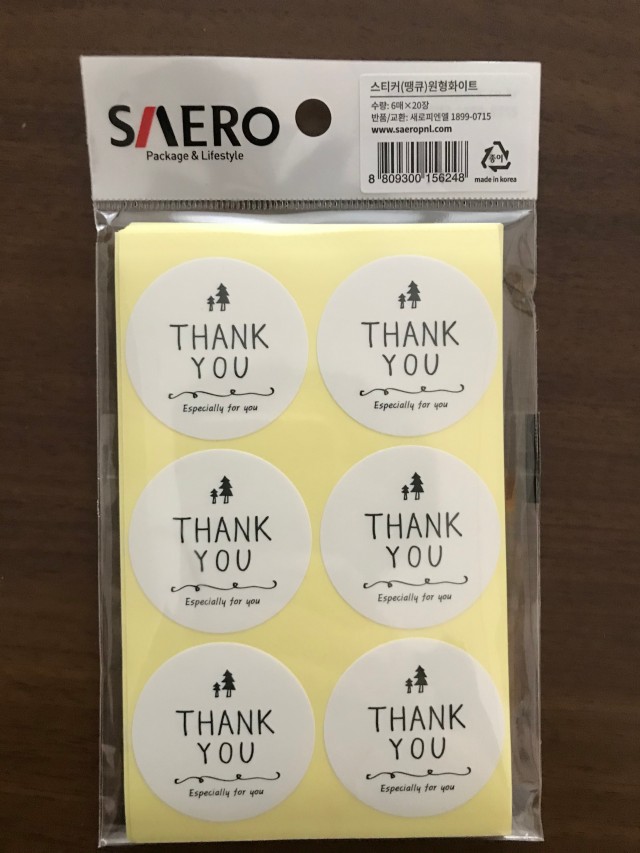 SAERO
Package & Lifestyle
스티커(땡큐)원형화이트
수량: 6매×20장
반품/교환: 새로피엔엘 1899-0715
www.saeropnl.com
8 809300 156248
종이
made in korea
THANK
YOU
Especially for you
THANK
YOU
Especially for you
THANK
YOU
Especially for you
THANK
YOU
Especially for you
THANK
YOU
Especially for you
THANK
YOU
Especially for you